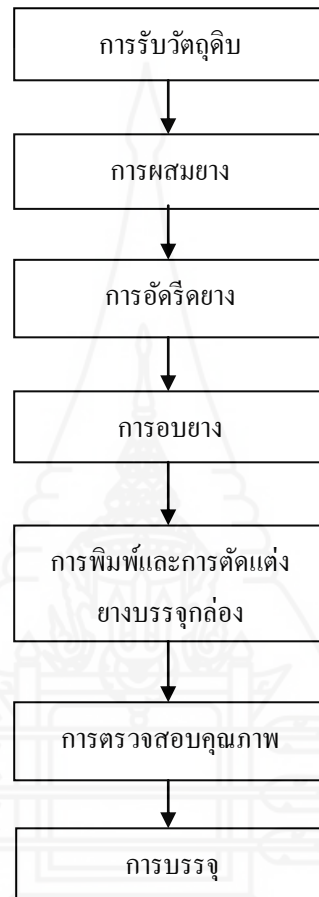 การรับวัตถุดิบ
การผสมยาง
การอัดรีดยาง
การอบยาง
การพิมพ์และการตัดแต่ง
ยางบรรจุกล่อง
การตรวจสอบคุณภาพ
การบรรจุ